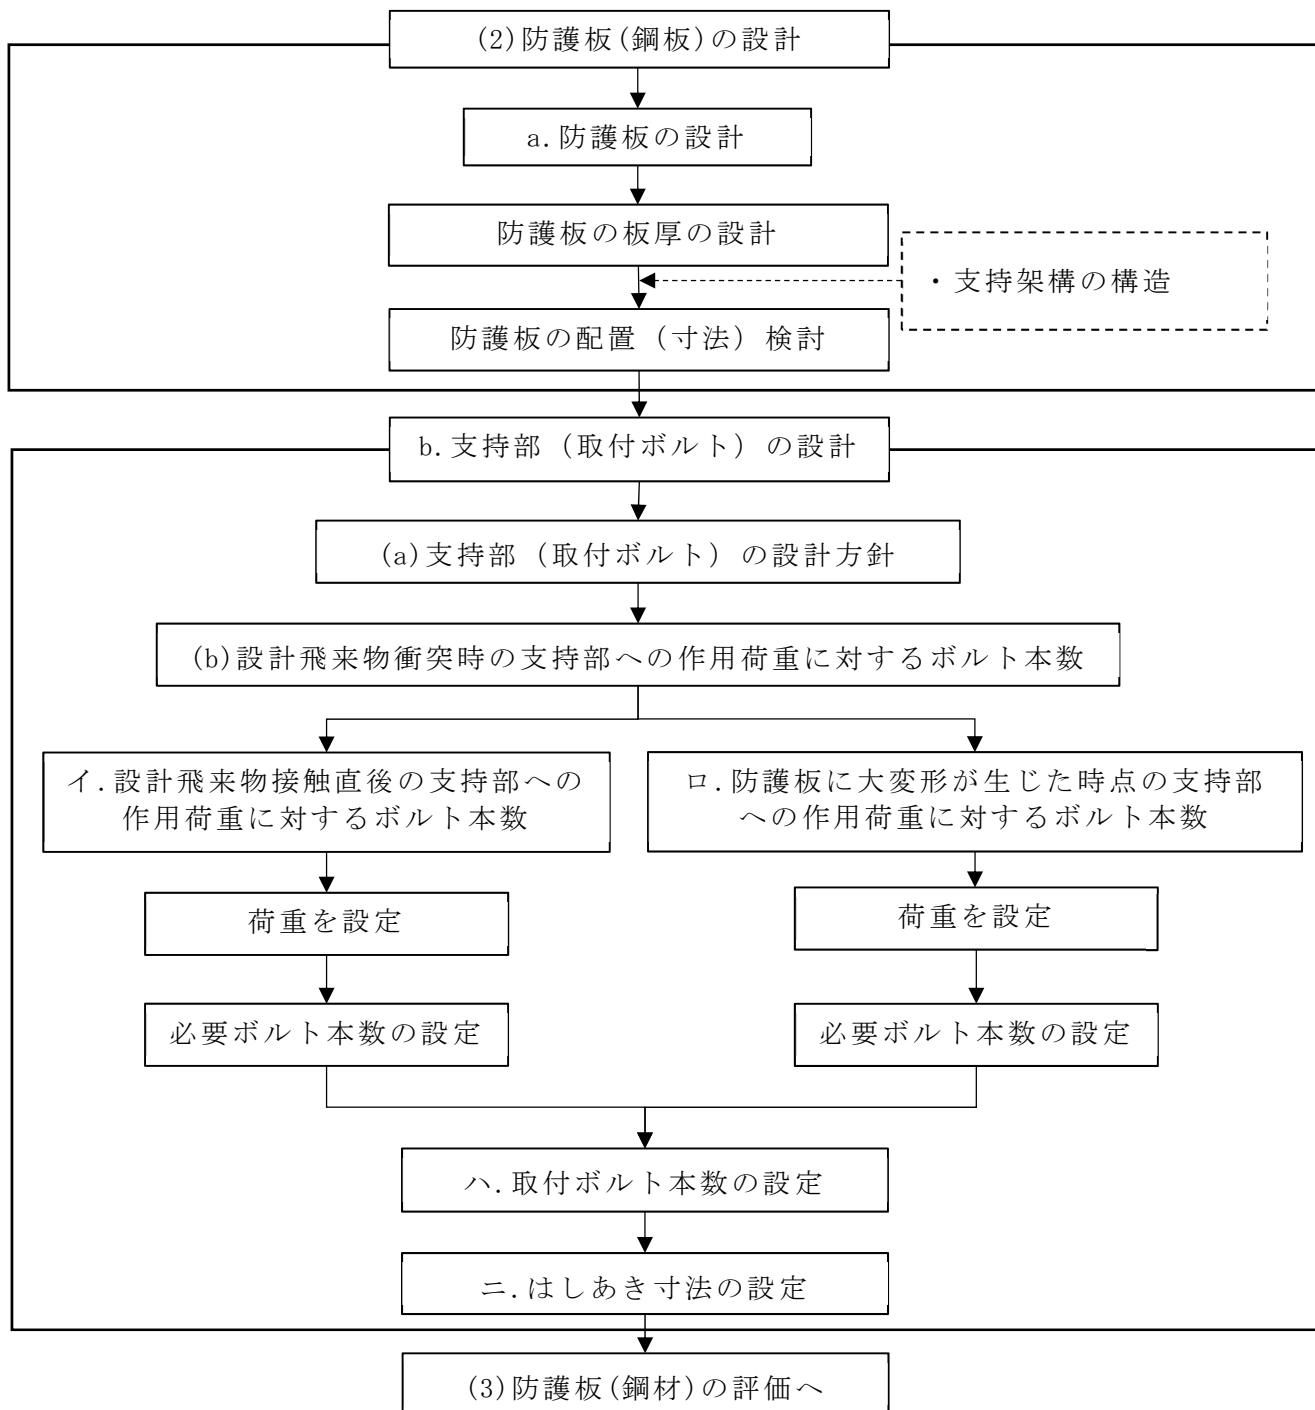 (2)防護板(鋼板)の設計
a.防護板の設計
防護板の板厚の設計
・支持架構の構造
防護板の配置（寸法）検討
b.支持部（取付ボルト）の設計
(a)支持部（取付ボルト）の設計方針
(b)設計飛来物衝突時の支持部への作用荷重に対するボルト本数
イ.設計飛来物接触直後の支持部への
作用荷重に対するボルト本数
ロ.防護板に大変形が生じた時点の支持部
への作用荷重に対するボルト本数
荷重を設定
荷重を設定
必要ボルト本数の設定
必要ボルト本数の設定
ハ.取付ボルト本数の設定
ニ.はしあき寸法の設定
(3)防護板(鋼材)の評価へ